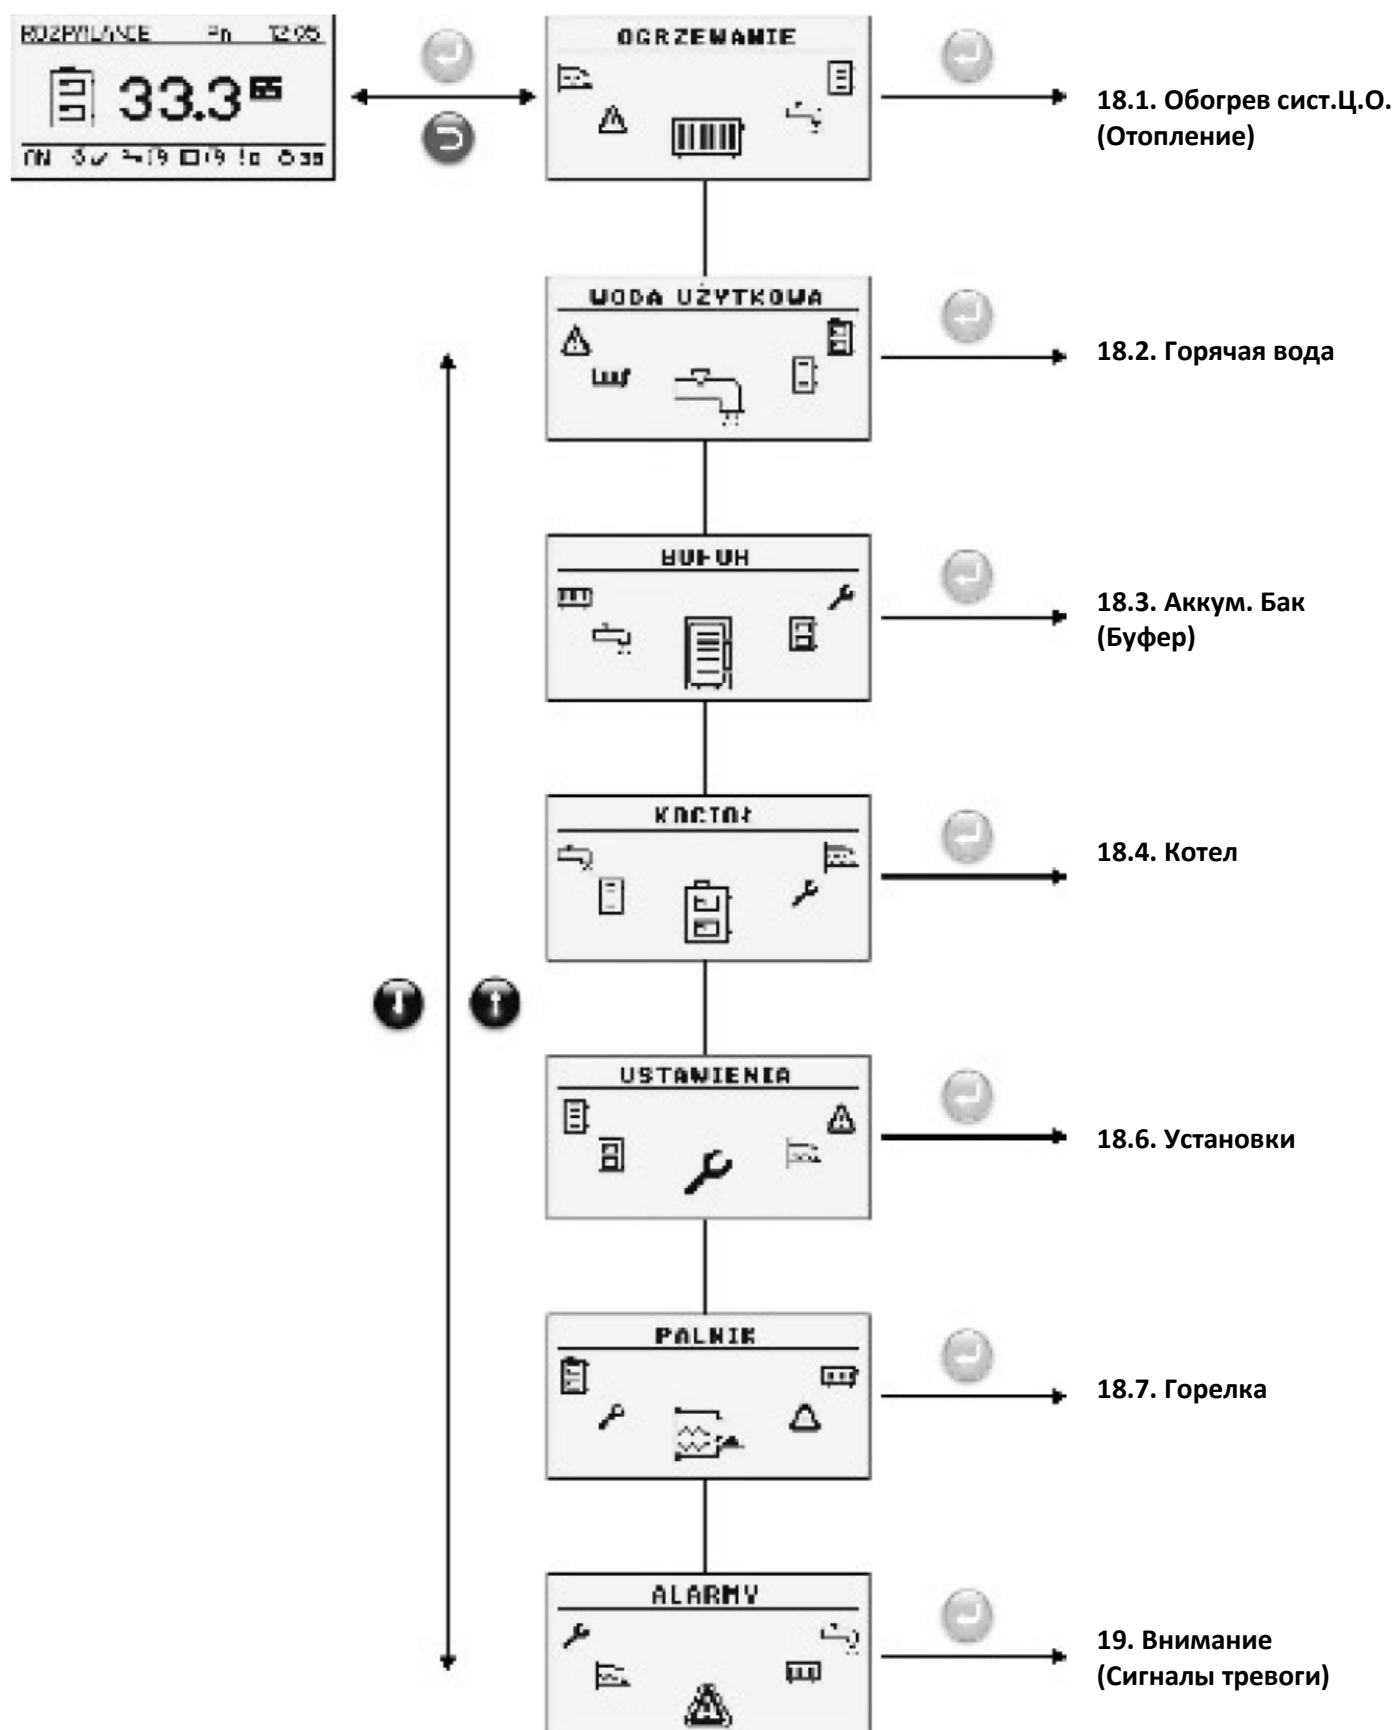 ROZPALANIE Pn 12:05
33.3 65
ON
OGRZEWANIE
18.1. Обогрев сист.Ц.О.
(Отопление)
WODA UŻYTKOWA
18.2. Горячая вода
BUFOR
18.3. Аккум. Бак
(Буфер)
KOCIOŁ
18.4. Котел
USTAWIENIA
18.6. Установки
PALNIK
18.7. Горелка
ALARMY
19. Внимание
(Сигналы тревоги)